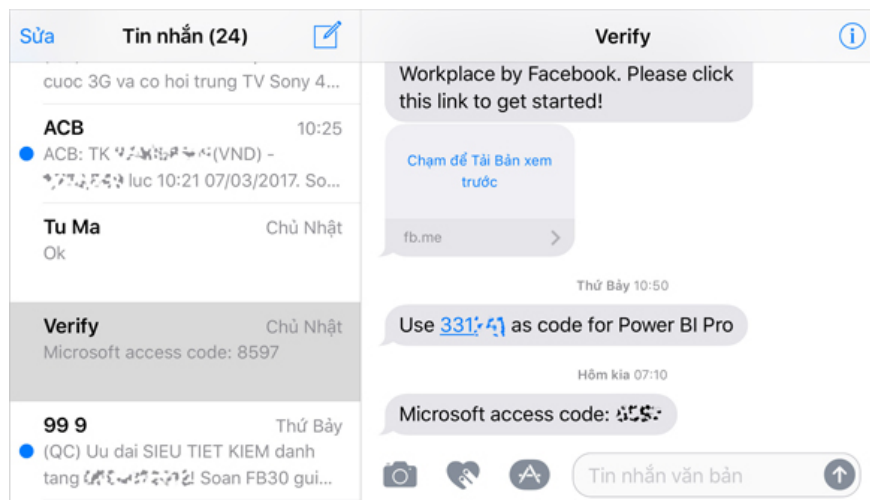 Sửa
Tin nhắn (24)
cuoc 3G va co hoi trung TV Sony 4...
ACB
10:25
ACB: TK (VND) -
luc 10:21 07/03/2017. So...
Tu Ma
Chủ Nhật
Ok
Verify
Chủ Nhật
Microsoft access code: 8597
99 9
Thứ Bảy
(QC) Uu dai SIEU TIET KIEM danh
tang ! Soan FB30 gui...
Verify
Workplace by Facebook. Please click
this link to get started!
Chạm để Tải Bản xem
trước
fb.me
Thứ Bảy 10:50
Use as code for Power BI Pro
Hôm kia 07:10
Microsoft access code:
Tin nhắn văn bản